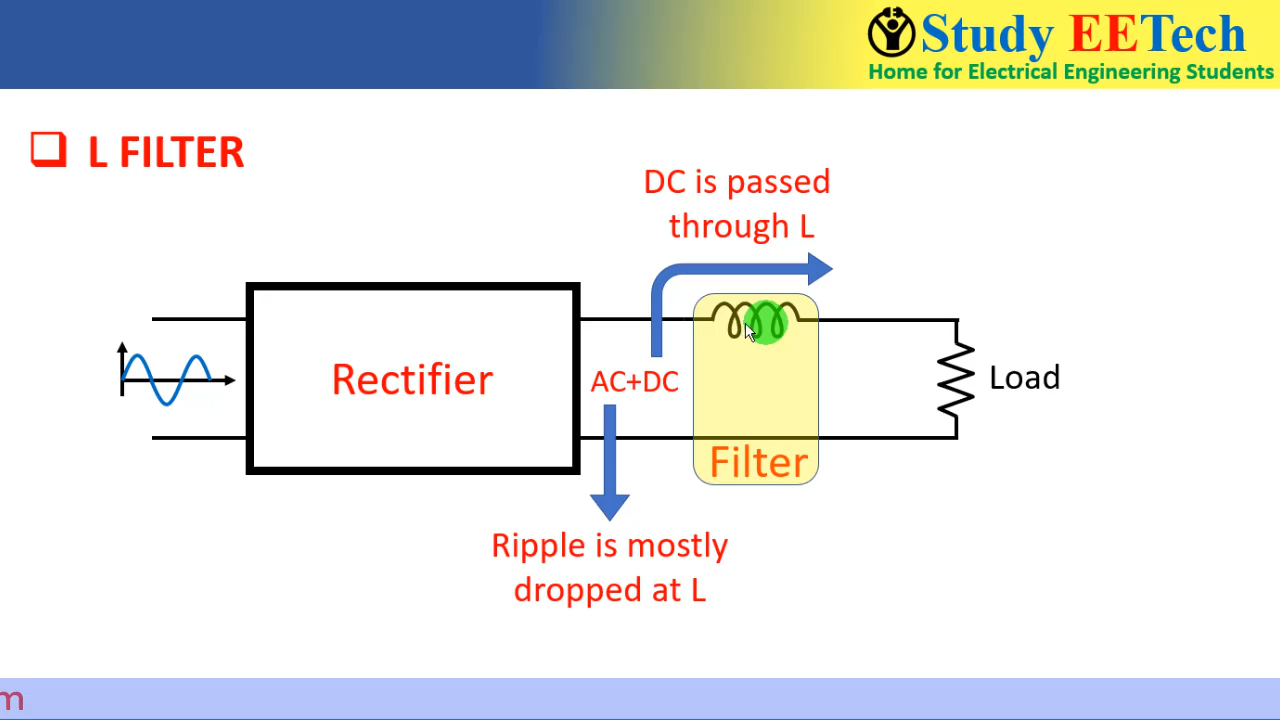 Study EETech
Home for Electrical Engineering Students
L FILTER
DC is passed
through L
Rectifier
AC+DC
Load
Filter
Ripple is mostly
dropped at L
m